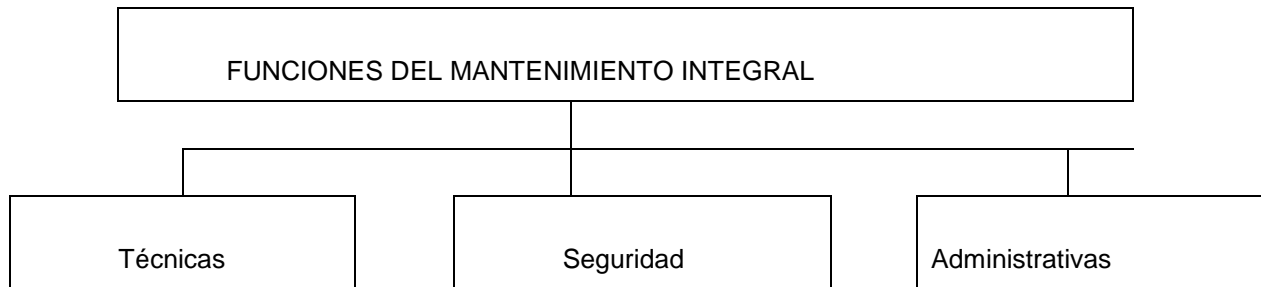 FUNCIONES DEL MANTENIMIENTO INTEGRAL
Técnicas
Seguridad
Administrativas